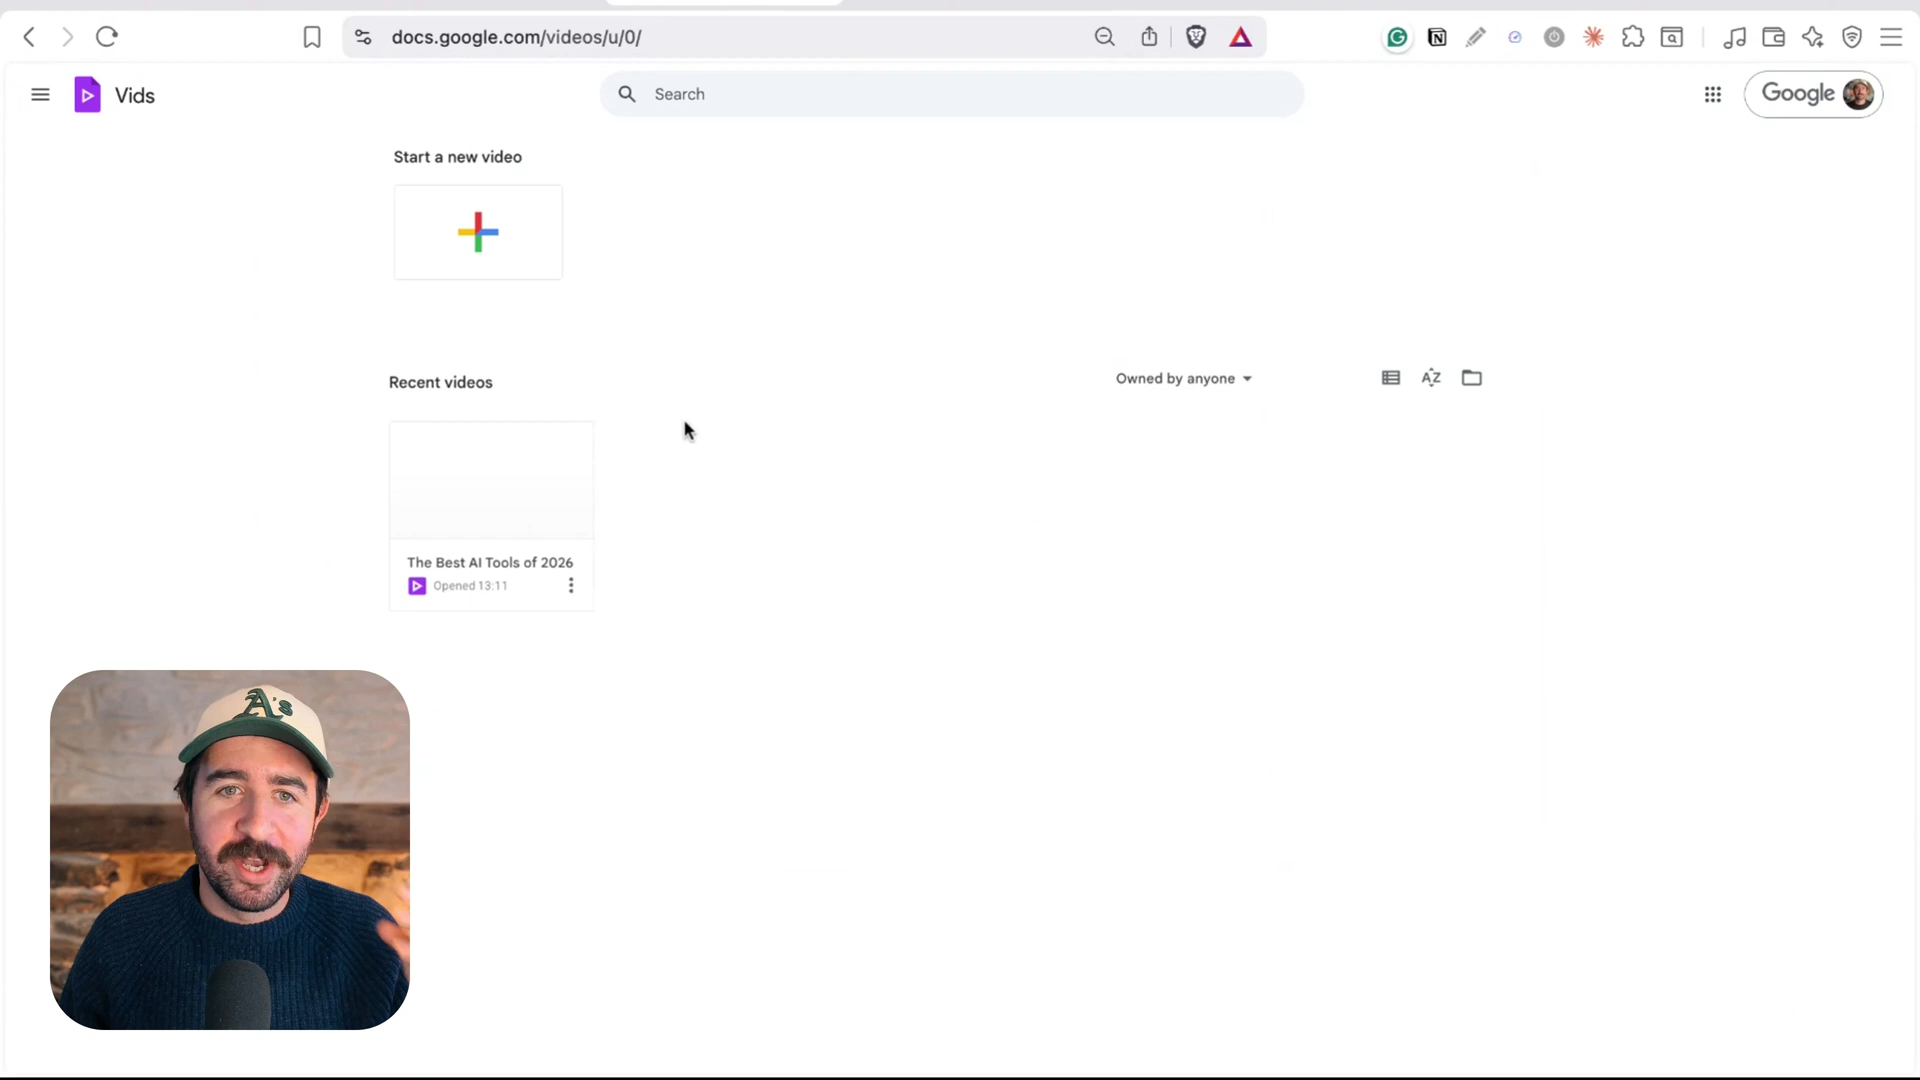 docs.google.com/videos/u/0/
Vids
Search
Google
Start a new video
Recent videos
Owned by anyone
AZ
The Best AI Tools of 2026
Opened 13:11
A's